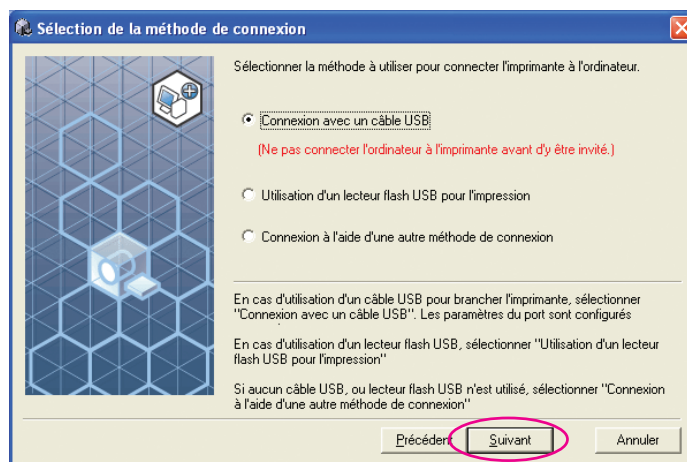 Sélection de la méthode de connexion
Sélectionner la méthode à utiliser pour connecter l'imprimante à l'ordinateur.
Connexion avec un câble USB
(Ne pas connecter l'ordinateur à l'imprimante avant d'y être invité.)
Utilisation d'un lecteur flash USB pour l'impression
Connexion à l'aide d'une autre méthode de connexion
En cas d'utilisation d'un câble USB pour brancher l'imprimante, sélectionner
"Connexion avec un câble USB". Les paramètres du port sont configurés
En cas d'utilisation d'un lecteur flash USB, sélectionner "Utilisation d'un lecteur
flash USB pour l'impression"
Si aucun câble USB, ou lecteur flash USB n'est utilisé, sélectionner "Connexion
à l'aide d'une autre méthode de connexion"
Précédent Suivant Annuler